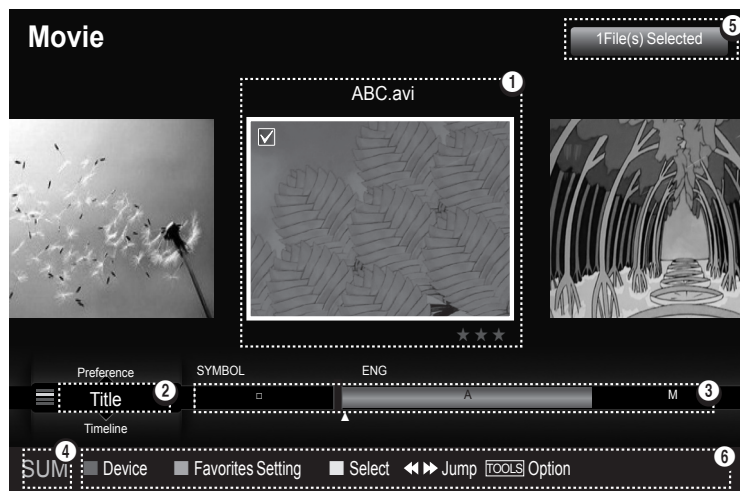 Movie
5
1File(s) Selected
1
ABC.avi
Preference
SYMBOL
ENG
Title
2
A
M
3
Timeline
4
6
SUM
Device
Favorites Setting
Select
Jump
TOOLS Option